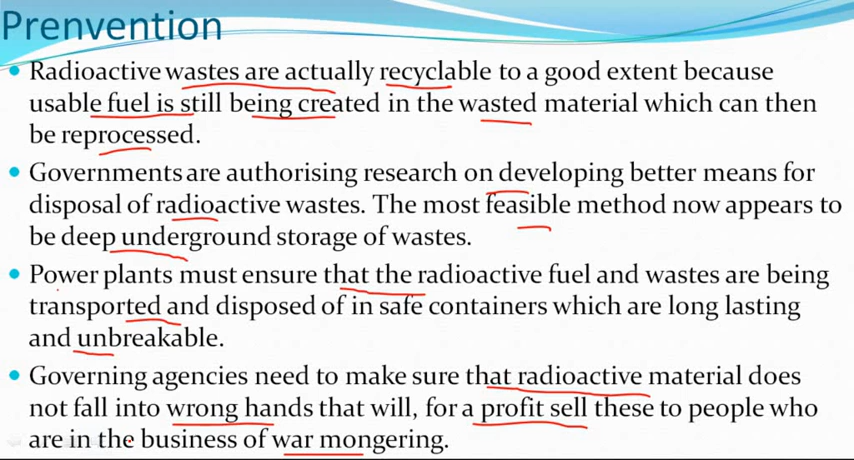 Prenvention
• Radioactive wastes are actually recyclable to a good extent because
usable fuel is still being created in the wasted material which can then
be reprocessed.
• Governments are authorising research on developing better means for
disposal of radioactive wastes. The most feasible method now appears to
be deep underground storage of wastes.
• Power plants must ensure that the radioactive fuel and wastes are being
transported and disposed of in safe containers which are long lasting
and unbreakable.
• Governing agencies need to make sure that radioactive material does
not fall into wrong hands that will, for a profit sell these to people who
are in the business of war mongering.